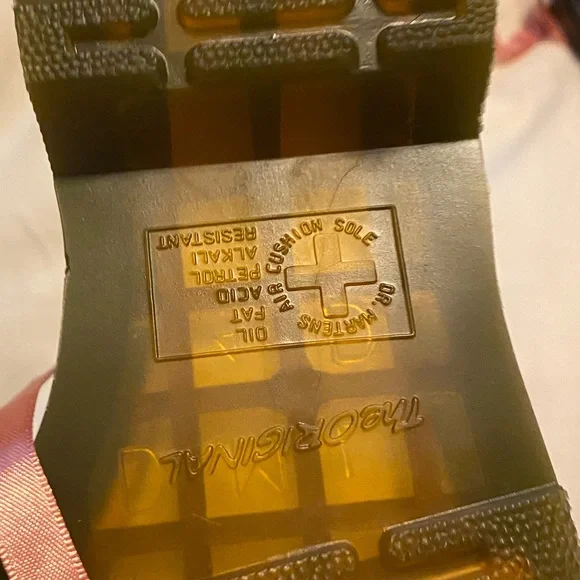 The ORIGINAL
OIL
FAT
ACID
PETROL
ALKALI
RESISTANT
DR. MARTENS AIR CUSHION SOLE